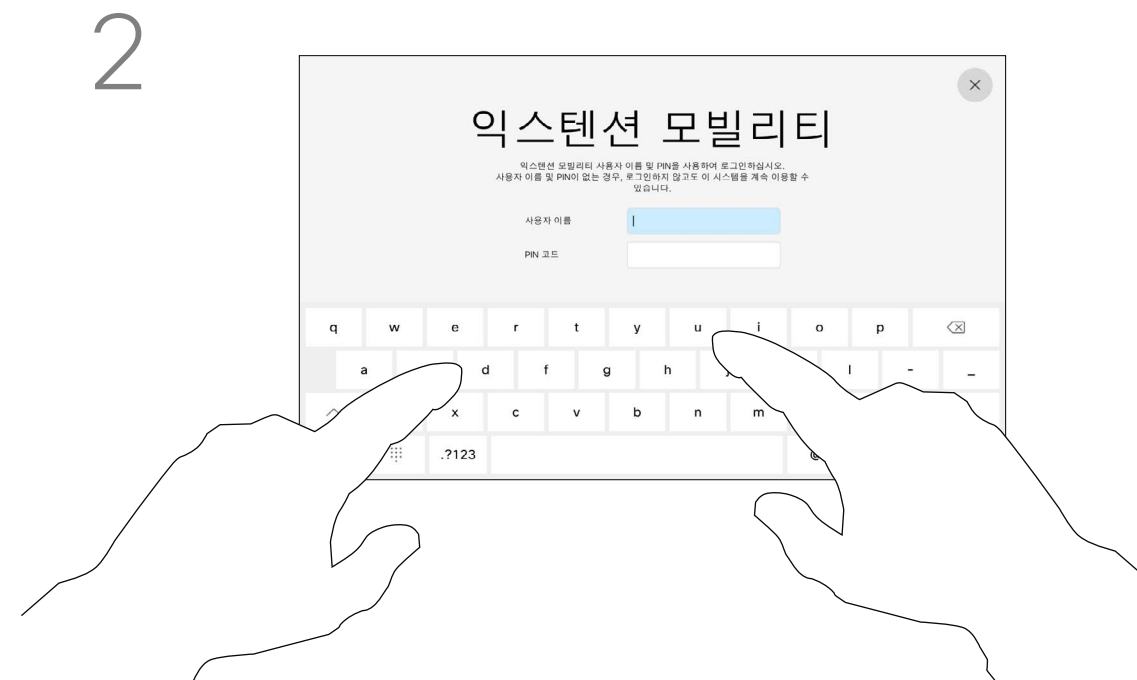 2
익스텐션 모빌리티
익스텐션 모빌리티 사용자 이름 및 PIN을 사용하여 로그인하십시오.
사용자 이름 및 PIN이 없는 경우, 로그인하지 않고도 이 시스템을 계속 이용할 수
있습니다.
사용자 이름
PIN 코드
q w e r t y u i o p
a d f g h l - _
x c v b n m
.?123